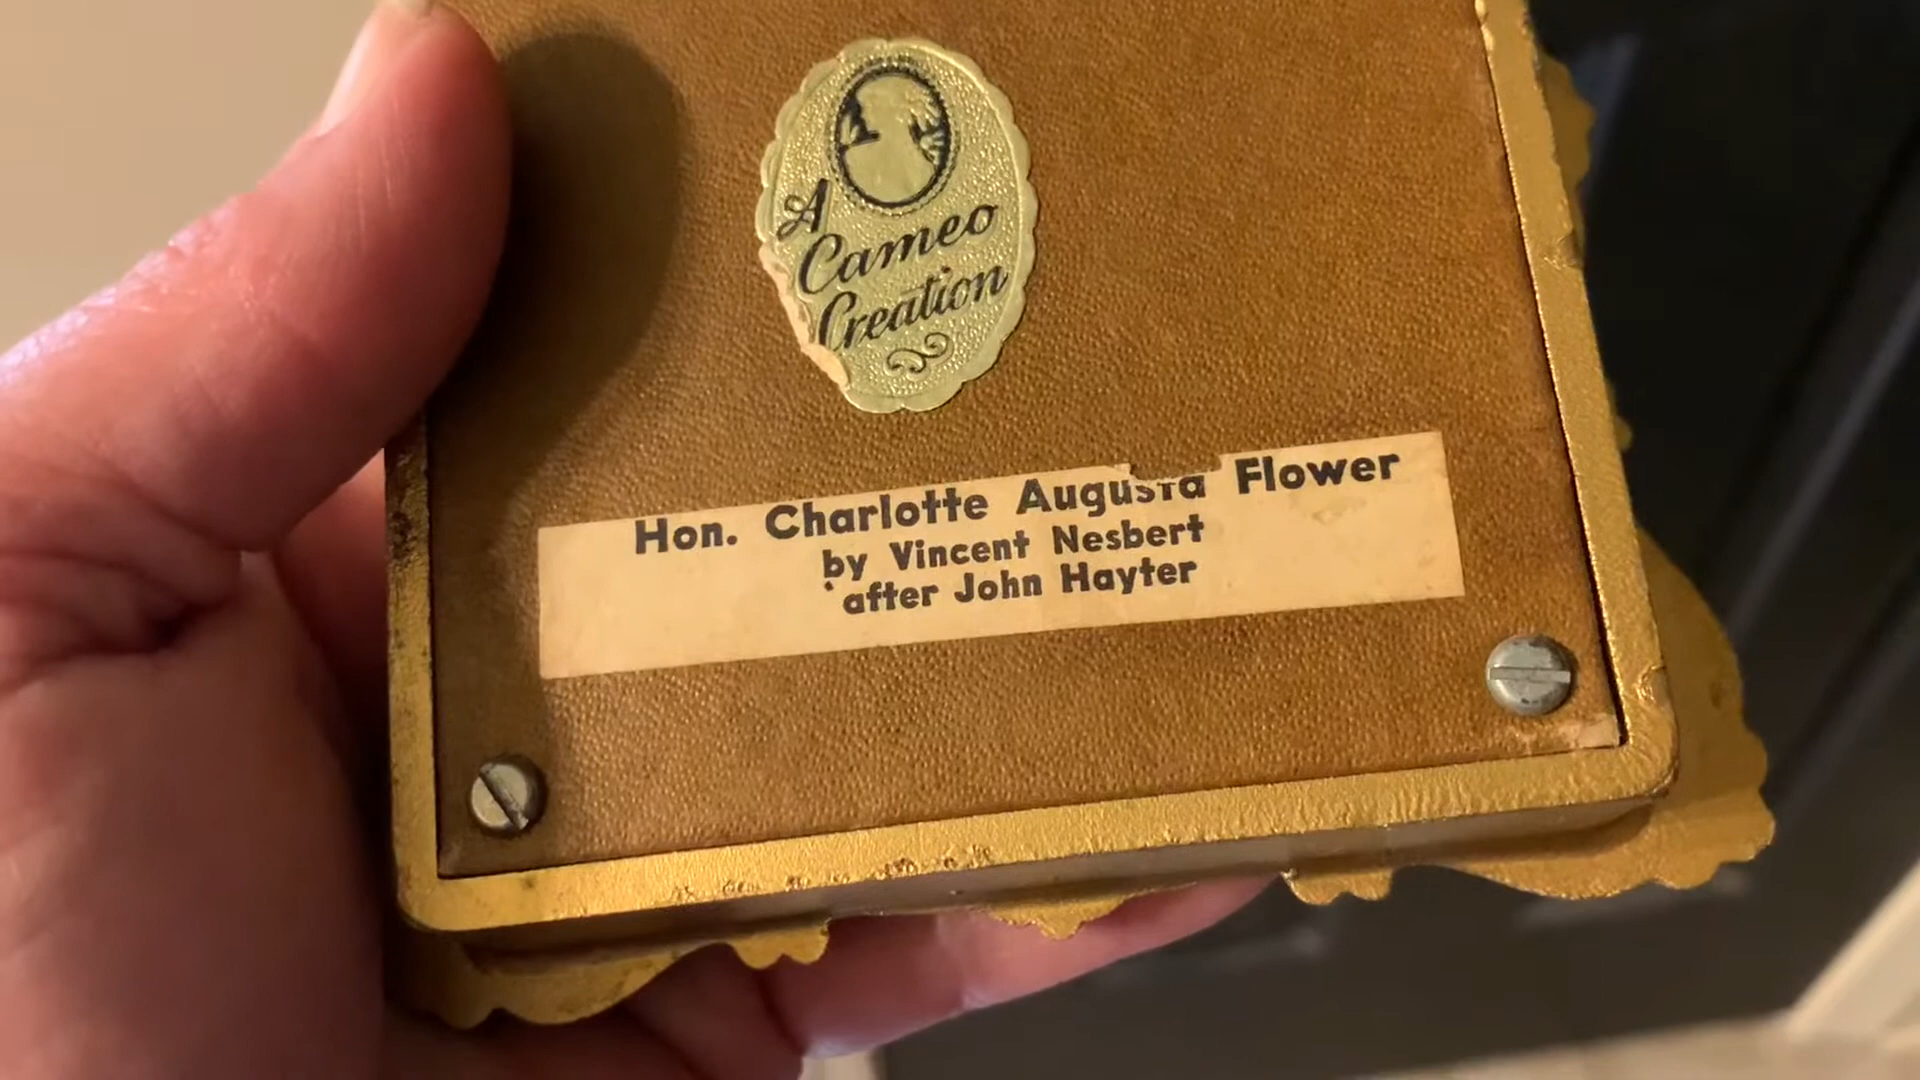 A
Cameo
Creation
Hon. Charlotte Augusta Flower
by Vincent Nesbert
after John Hayter